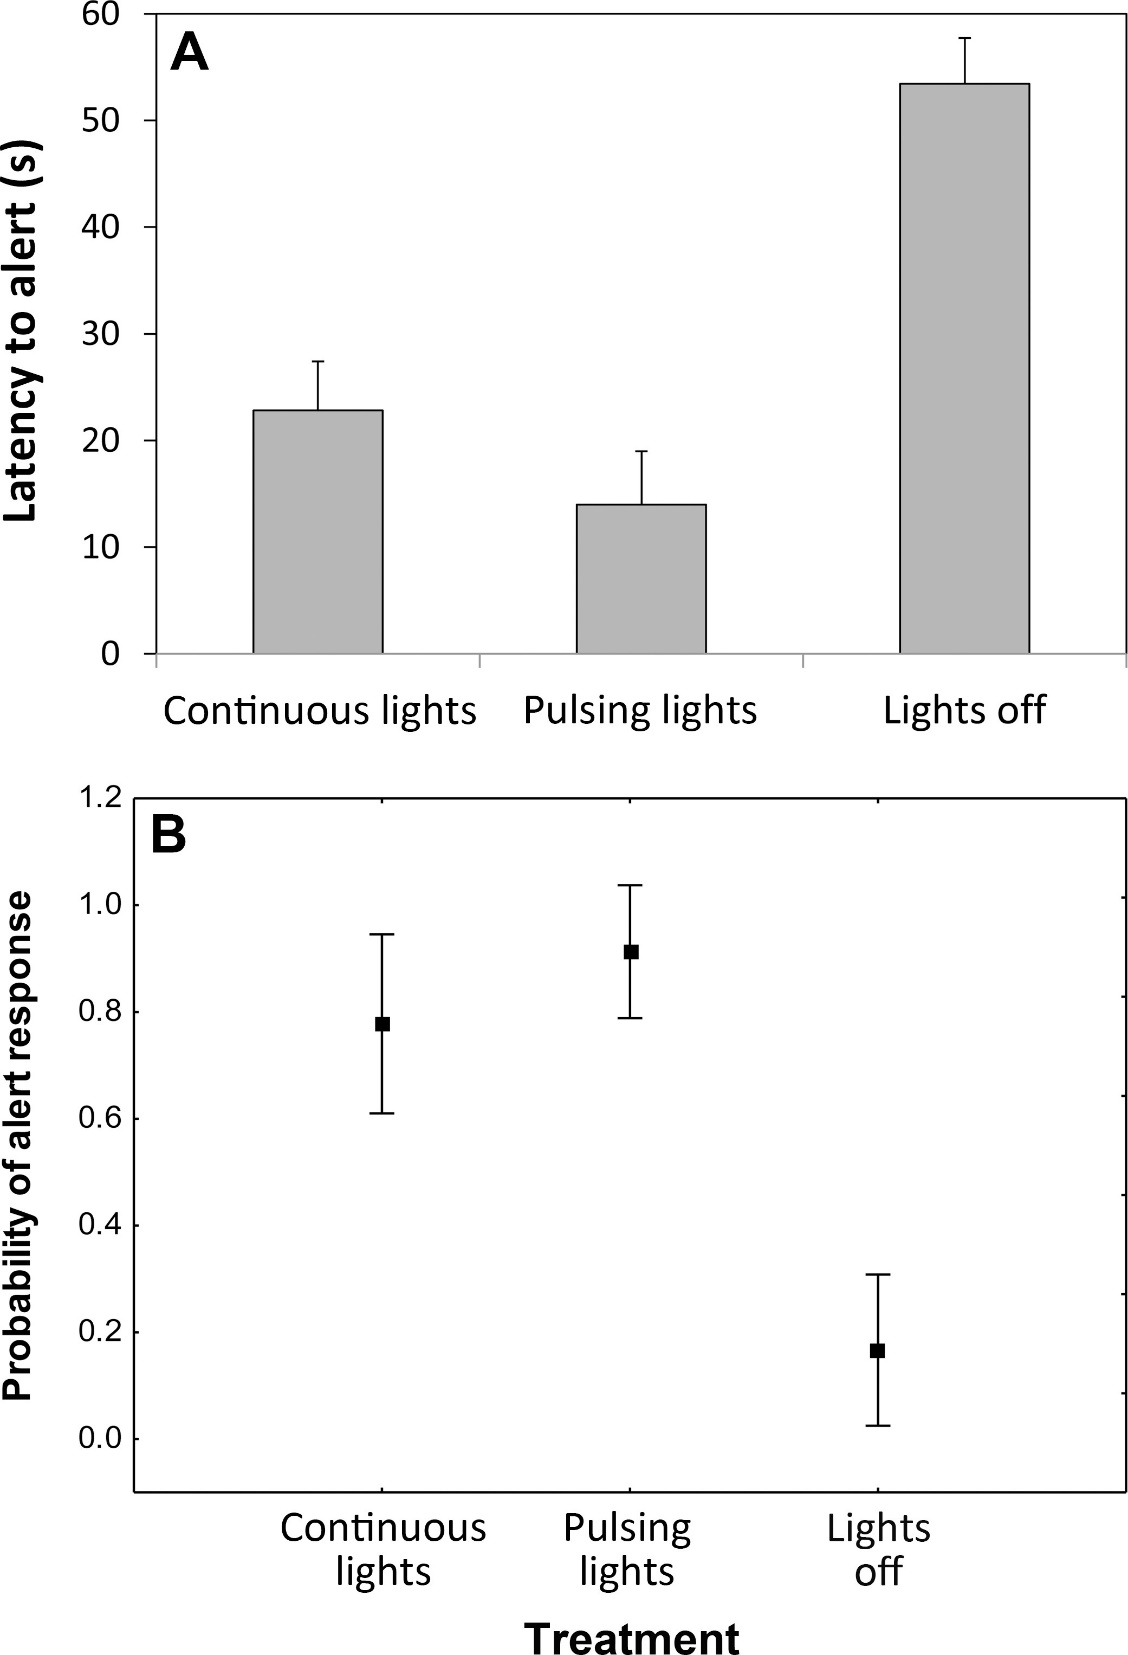 A
Latency to alert (s)
60
50
40
30
20
10
0
Continuous lights Pulsing lights Lights off
B
Probability of alert response
1.2
1.0
0.8
0.6
0.4
0.2
0.0
Continuous lights
Pulsing lights
Lights off
Treatment